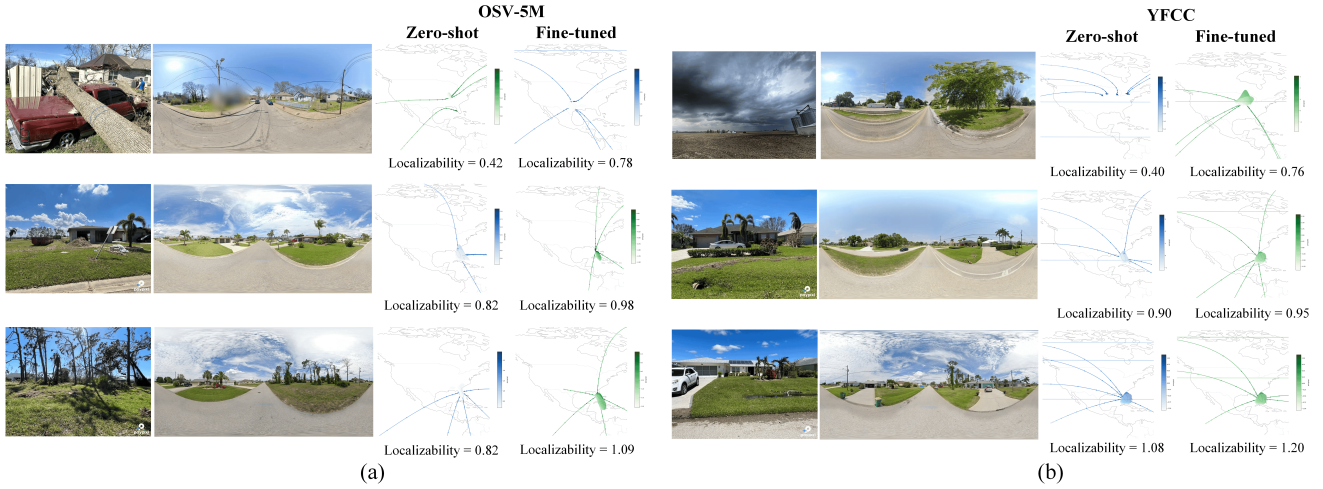 OSV-5M
Zero-shot Fine-tuned
Localizability = 0.42 Localizability = 0.78
Localizability = 0.82 Localizability = 0.98
Localizability = 0.82 Localizability = 1.09
(a)
YFCC
Zero-shot Fine-tuned
Localizability = 0.40 Localizability = 0.76
Localizability = 0.90 Localizability = 0.95
Localizability = 1.08 Localizability = 1.20
(b)